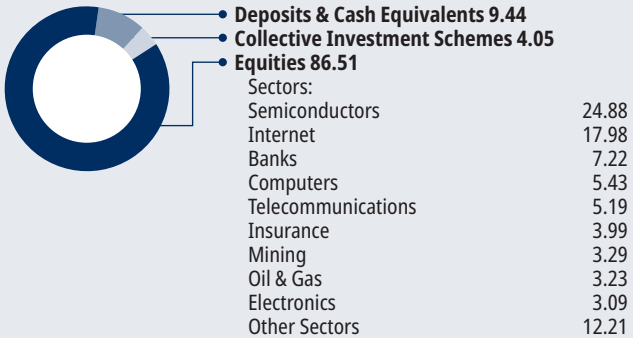 Deposits & Cash Equivalents 9.44
Collective Investment Schemes 4.05
Equities 86.51
Sectors:
Semiconductors 24.88
Internet 17.98
Banks 7.22
Computers 5.43
Telecommunications 5.19
Insurance 3.99
Mining 3.29
Oil & Gas 3.23
Electronics 3.09
Other Sectors 12.21